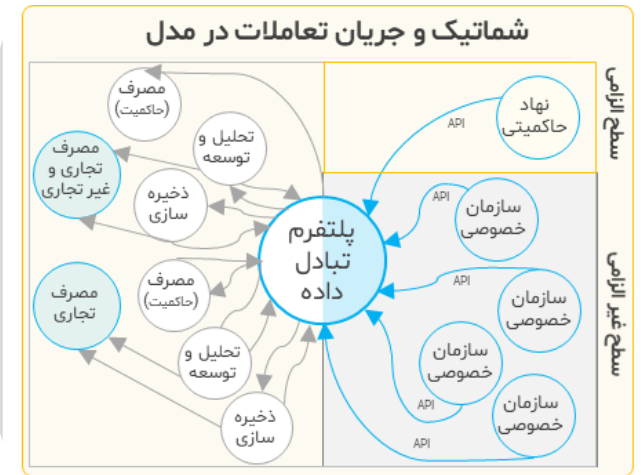 شماتیک و جریان تعاملات در مدل
سطح الزامی
نهاد
حاکمیتی
API
مصرف
(حاکمیت)
تحلیل و
توسعه
مصرف
تجاری و
غیر تجاری
ذخیره
سازی
سطح غیر الزامی
سازمان
خصوصی
API
پلتفرم
تبادل
داده
سازمان
خصوصی
API
مصرف
(حاکمیت)
مصرف
تجاری
سازمان
خصوصی
API
تحلیل و
توسعه
سازمان
خصوصی
API
ذخیره
سازی